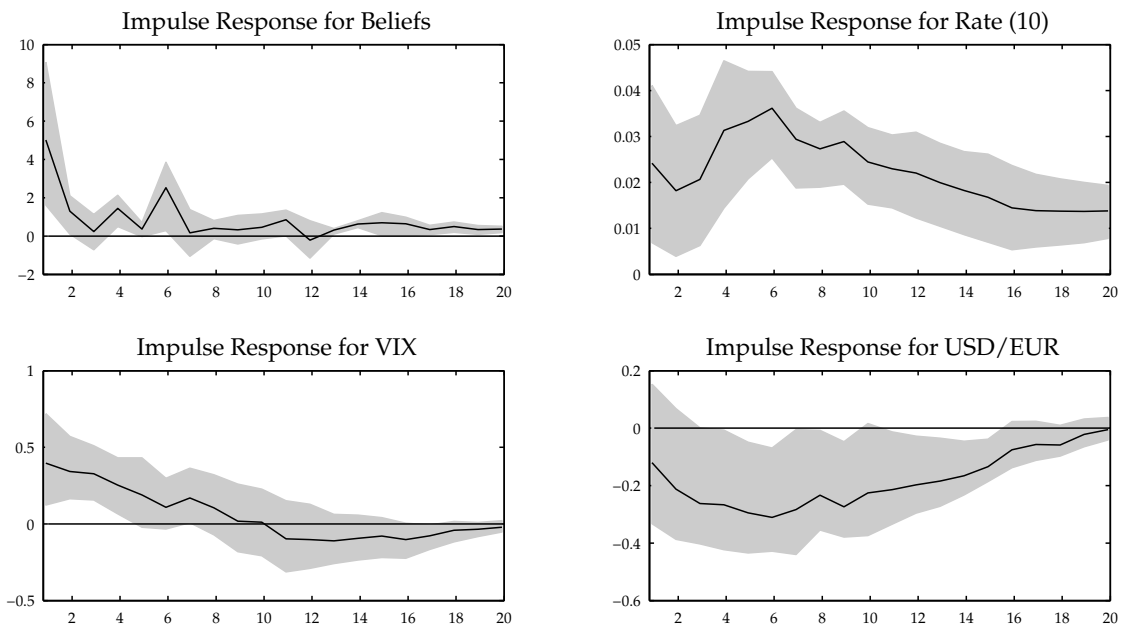 Impulse Response for Beliefs
10
8
6
4
2
0
−2
2 4 6 8 10 12 14 16 18 20
Impulse Response for Rate (10)
0.05
0.04
0.03
0.02
0.01
0
2 4 6 8 10 12 14 16 18 20
Impulse Response for VIX
1
0.5
0
−0.5
2 4 6 8 10 12 14 16 18 20
Impulse Response for USD/EUR
0.2
0
−0.2
−0.4
−0.6
2 4 6 8 10 12 14 16 18 20